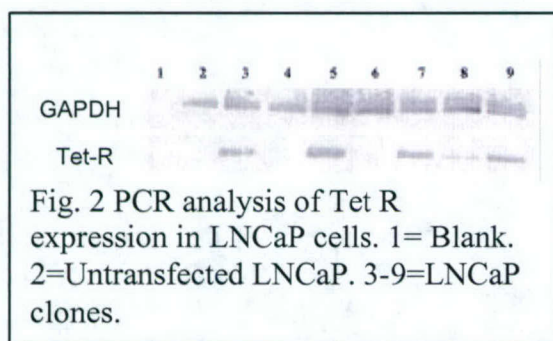 1 2 3 4 5 6 7 8 9
GAPDH
Tet-R
Fig. 2 PCR analysis of Tet R
expression in LNCaP cells. 1= Blank.
2=Untransfected LNCaP. 3-9=LNCaP
clones.